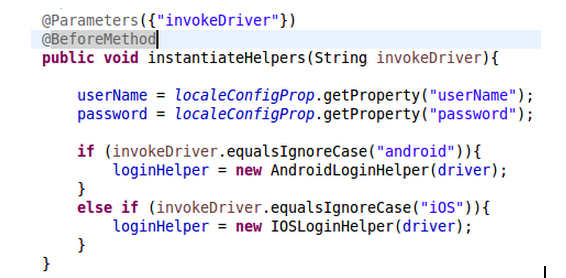 @Parameters({"invokeDriver"})
@BeforeMethod
public void instantiateHelpers(String invokeDriver){
userName = localeConfigProp.getProperty("userName");
password = localeConfigProp.getProperty("password");
if (invokeDriver.equalsIgnoreCase("android")){
loginHelper = new AndroidLoginHelper(driver);
}
else if (invokeDriver.equalsIgnoreCase("iOS")){
loginHelper = new IOSLoginHelper(driver);
}
}